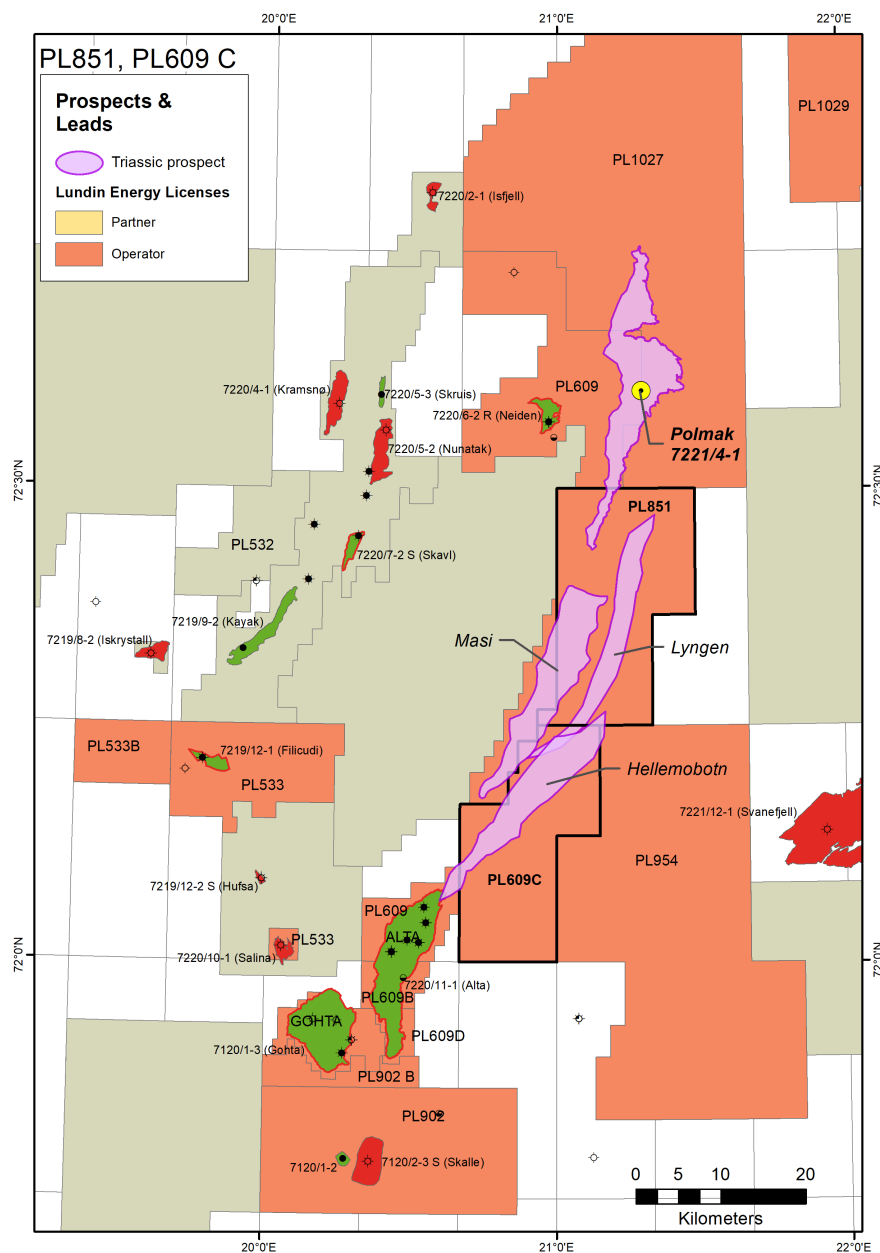 20°0'E
21°0'E
22°0'E
PL851, PL609 C
Prospects &
Leads
Triassic prospect
Lundin Energy Licenses
Partner
Operator
PL1029
PL1027
7220/2-1 (Isfjell)
7220/4-1 (Kramsnø)
7220/5-3 (Skruis)
PL609
7220/6-2 R (Neiden)
Polmak
7221/4-1
7220/5-2 (Nunatak)
72°30'N
72°30'N
PL851
PL532
7220/7-2 S (Skavl)
7219/9-2 (Kayak)
7219/8-2 (Iskrystall)
Masi
Lyngen
PL533B
7219/12-1 (Filicudi)
PL533
Hellemobotn
7221/12-1 (Svanefjell)
PL954
PL609C
7219/12-2 S (Hufsa)
PL609
ALTA
PL533
7220/10-1 (Salina)
72°0'N
72°0'N
7220/11-1 (Alta)
PL609B
GOHTA
PL609D
7120/1-3 (Gohta)
PL902 B
PL902
7120/1-2
7120/2-3 S (Skalle)
0 5 10 20
Kilometers
20°0'E
21°0'E
22°0'E